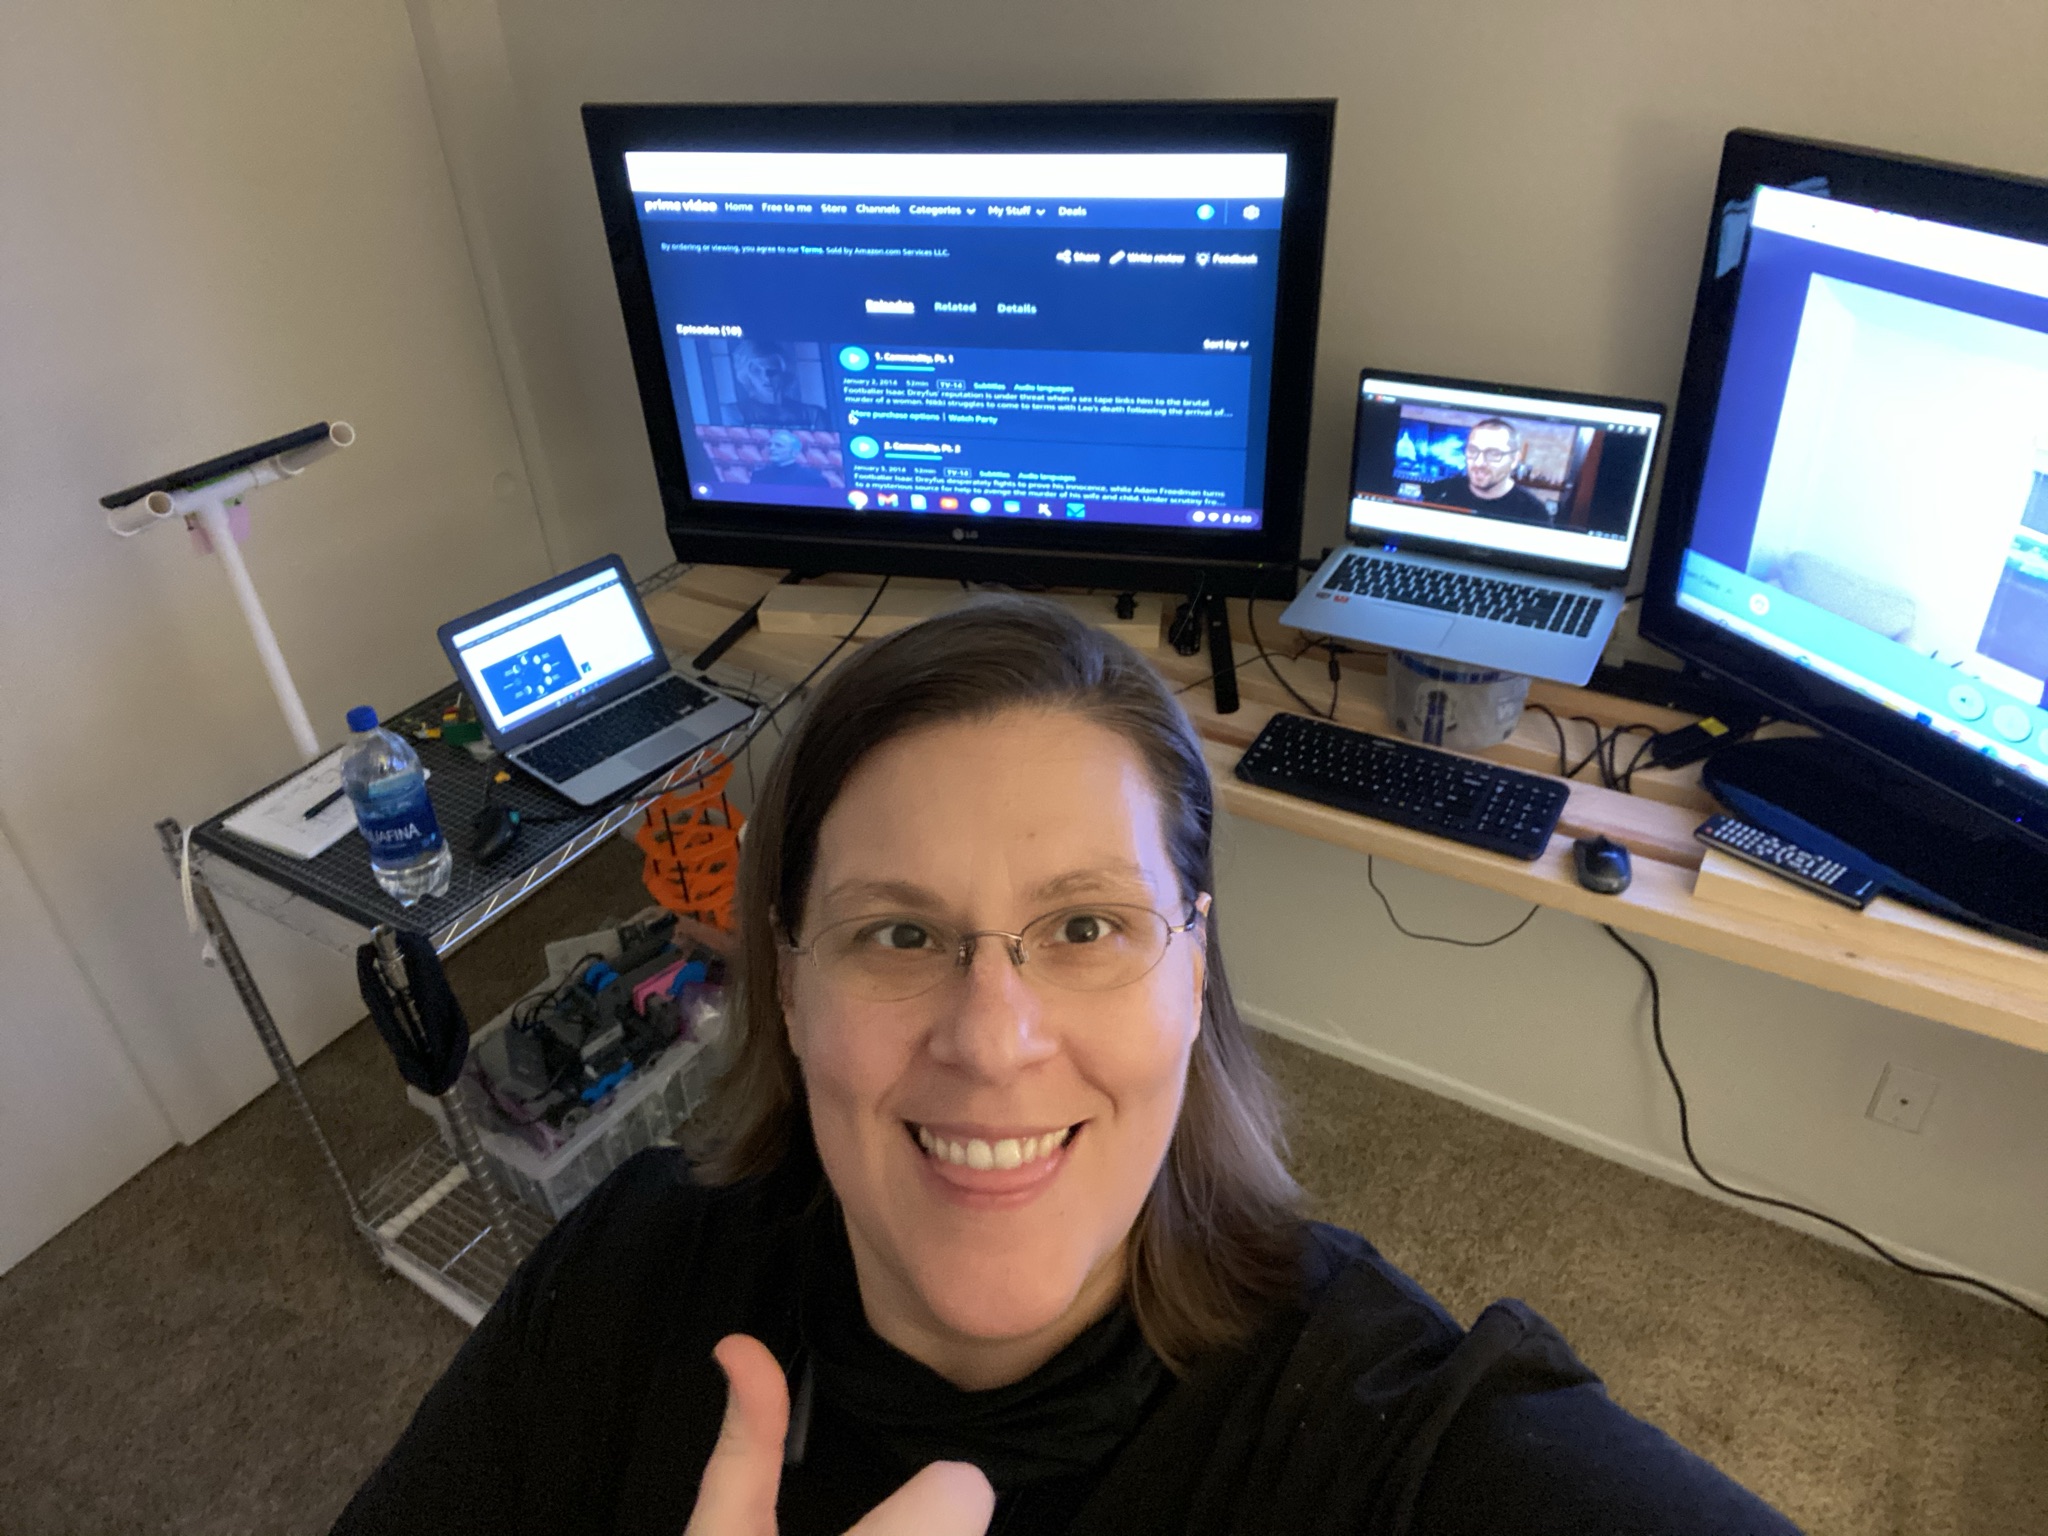 prime video Home Free to me Store Channels Categories My Stuff Deals
By ordering or viewing, you agree to our Terms. Sold by Amazon.com Services LLC.
Share Write review Feedback
Episodes Related Details
Episodes (10)
Sort by
1. Commodity, Pt. 1
January 2, 2014 52min TV-14 Subtitles Audio languages
Footballer Isaac Dreyfus' reputation is under threat when a sex tape links him to the brutal
murder of a woman. Nikki struggles to come to terms with Leo's death following the arrival of...
More purchase options | Watch Party
2. Commodity, Pt. 2
January 3, 2014 52min TV-14 Subtitles Audio languages
Footballer Isaac Dreyfus desperately fights to prove his innocence, while Adam Freedman turns
to a mysterious source for help to avenge the murder of his wife and child. Under scrutiny fro...
LG
UAFINA